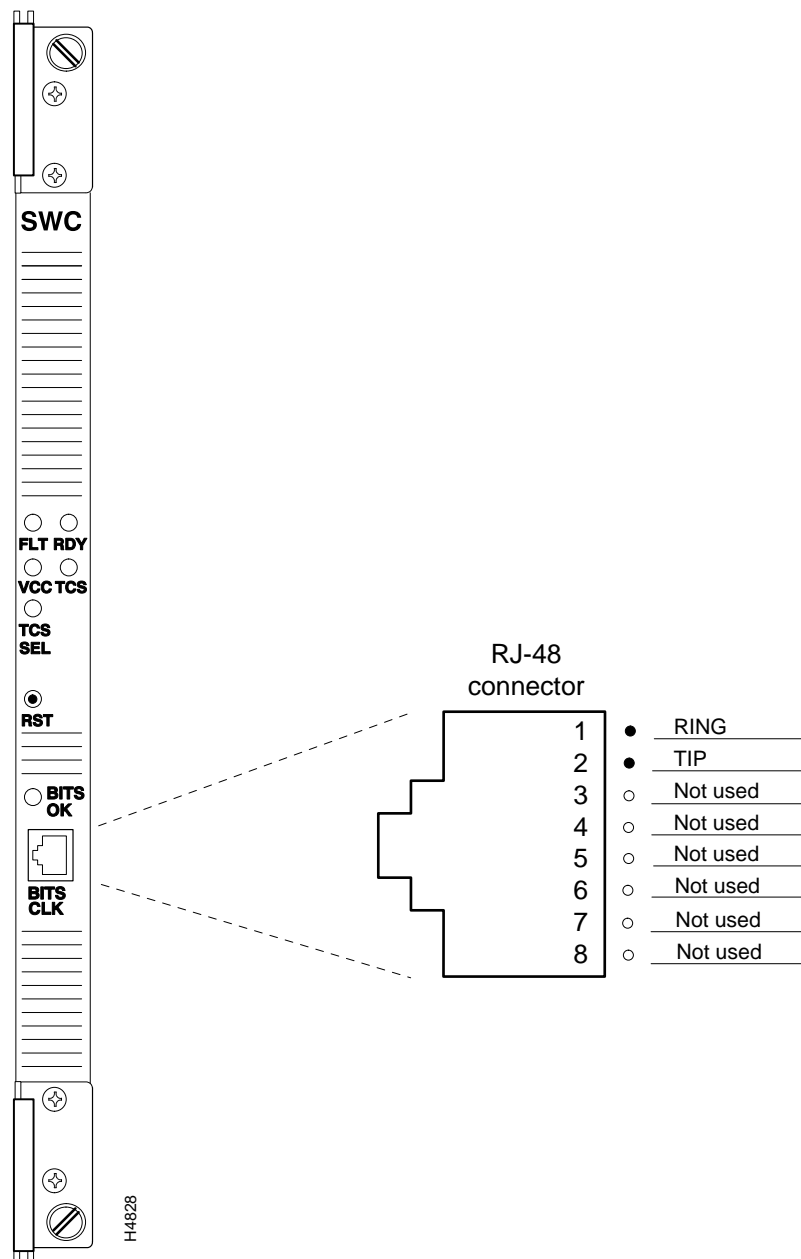 SWC
FLT RDY
VCC TCS
TCS
SEL
RST
BITS
OK
BITS
CLK
H4828
RJ-48
connector
1 RING
2 TIP
3 Not used
4 Not used
5 Not used
6 Not used
7 Not used
8 Not used